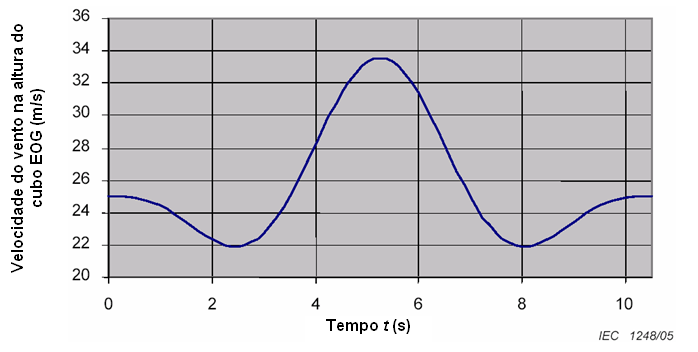 Velocidade do vento na altura do
cubo EOG (m/s)
36
34
32
30
28
26
24
22
20
0 2 4 6 8 10
Tempo t (s)
IEC 1248/05